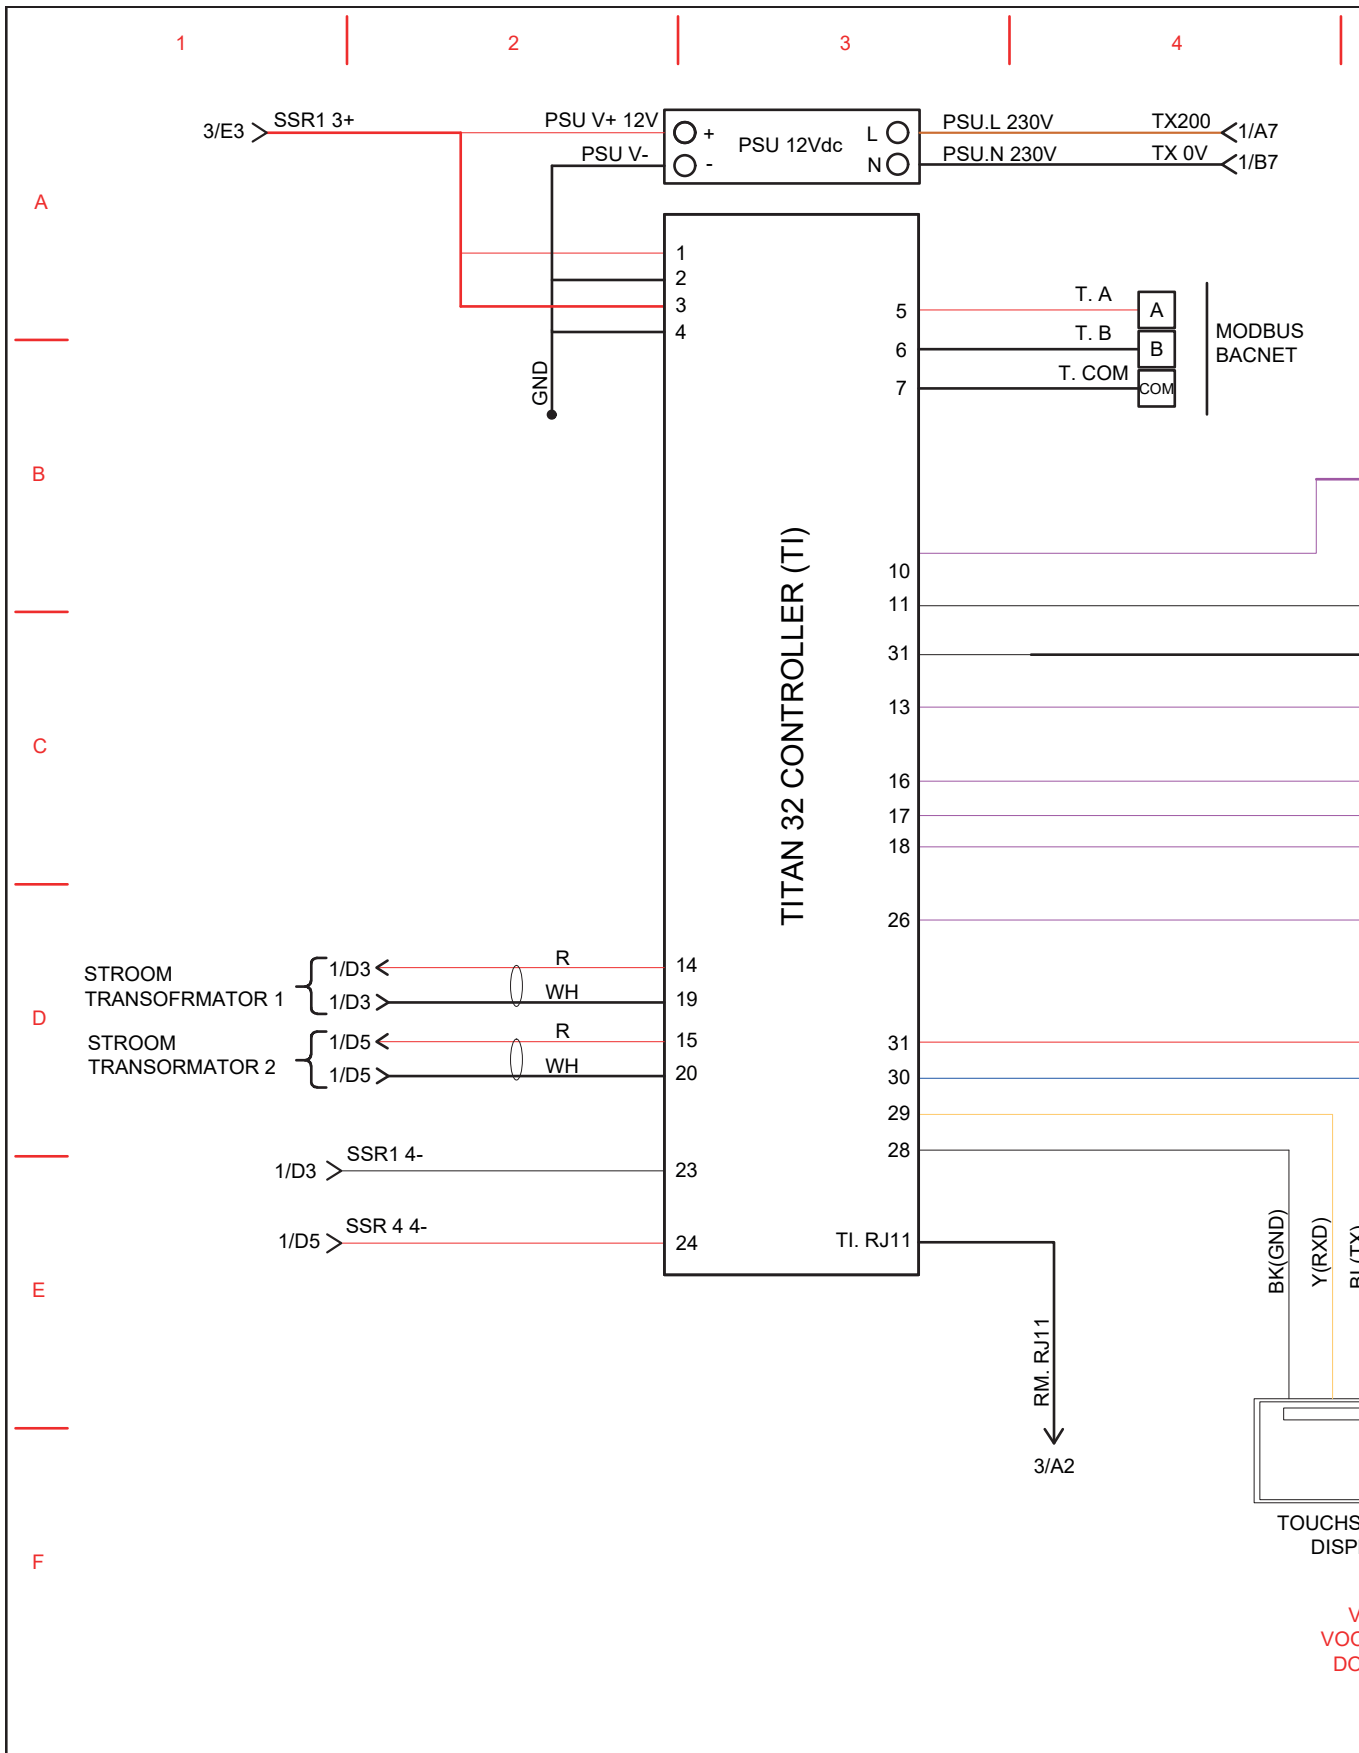 1 2 3 4
3/E3 SSR1 3+ PSU V+ 12V + PSU 12Vdc L PSU.L 230V TX200 1/A7
PSU V- - N PSU.N 230V TX 0V 1/B7
A
1
2
3
4
5 T. A A
6 T. B B
7 T. COM COM
MODBUS
BACNET
GND
B
TITAN 32 CONTROLLER (TI)
10
11
31
13
C
16
17
18
26
STROOM
TRANSOFRMATOR 1
1/D3 R 14
1/D3 WH 19
D
STROOM
TRANSORMATOR 2
1/D5 R 15
1/D5 WH 20
31
30
29
28
1/D3 SSR1 4- 23
1/D5 SSR 4 4- 24
TI. RJ11
E
BK(GND)
Y(RXD)
RM. RJ11
3/A2
TOUCHS
DISP
F
V
VOO
DO